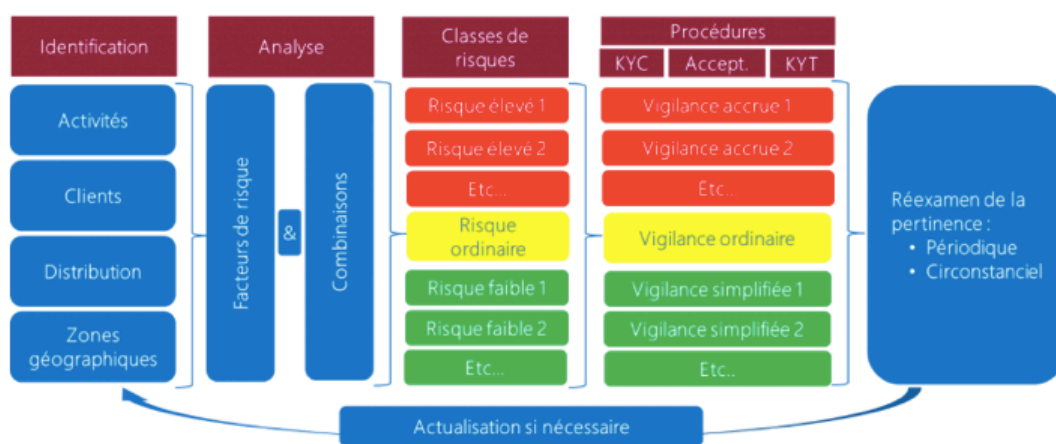 Identification
Analyse
Classes de
risques
Procédures
KYC
Accept.
KYT
Activités
Clients
Distribution
Zones
géographiques
Facteurs de risque
&
Combinaisons
Risque élevé 1
Risque élevé 2
Etc...
Risque
ordinaire
Risque faible 1
Risque faible 2
Etc...
Vigilance accrue 1
Vigilance accrue 2
Etc..
Vigilance ordinaire
Vigilance simplifiée 1
Vigilance simplifiée 2
Etc..
Réexamen de la
pertinence :
• Périodique
• Circonstanciel
Actualisation si nécessaire